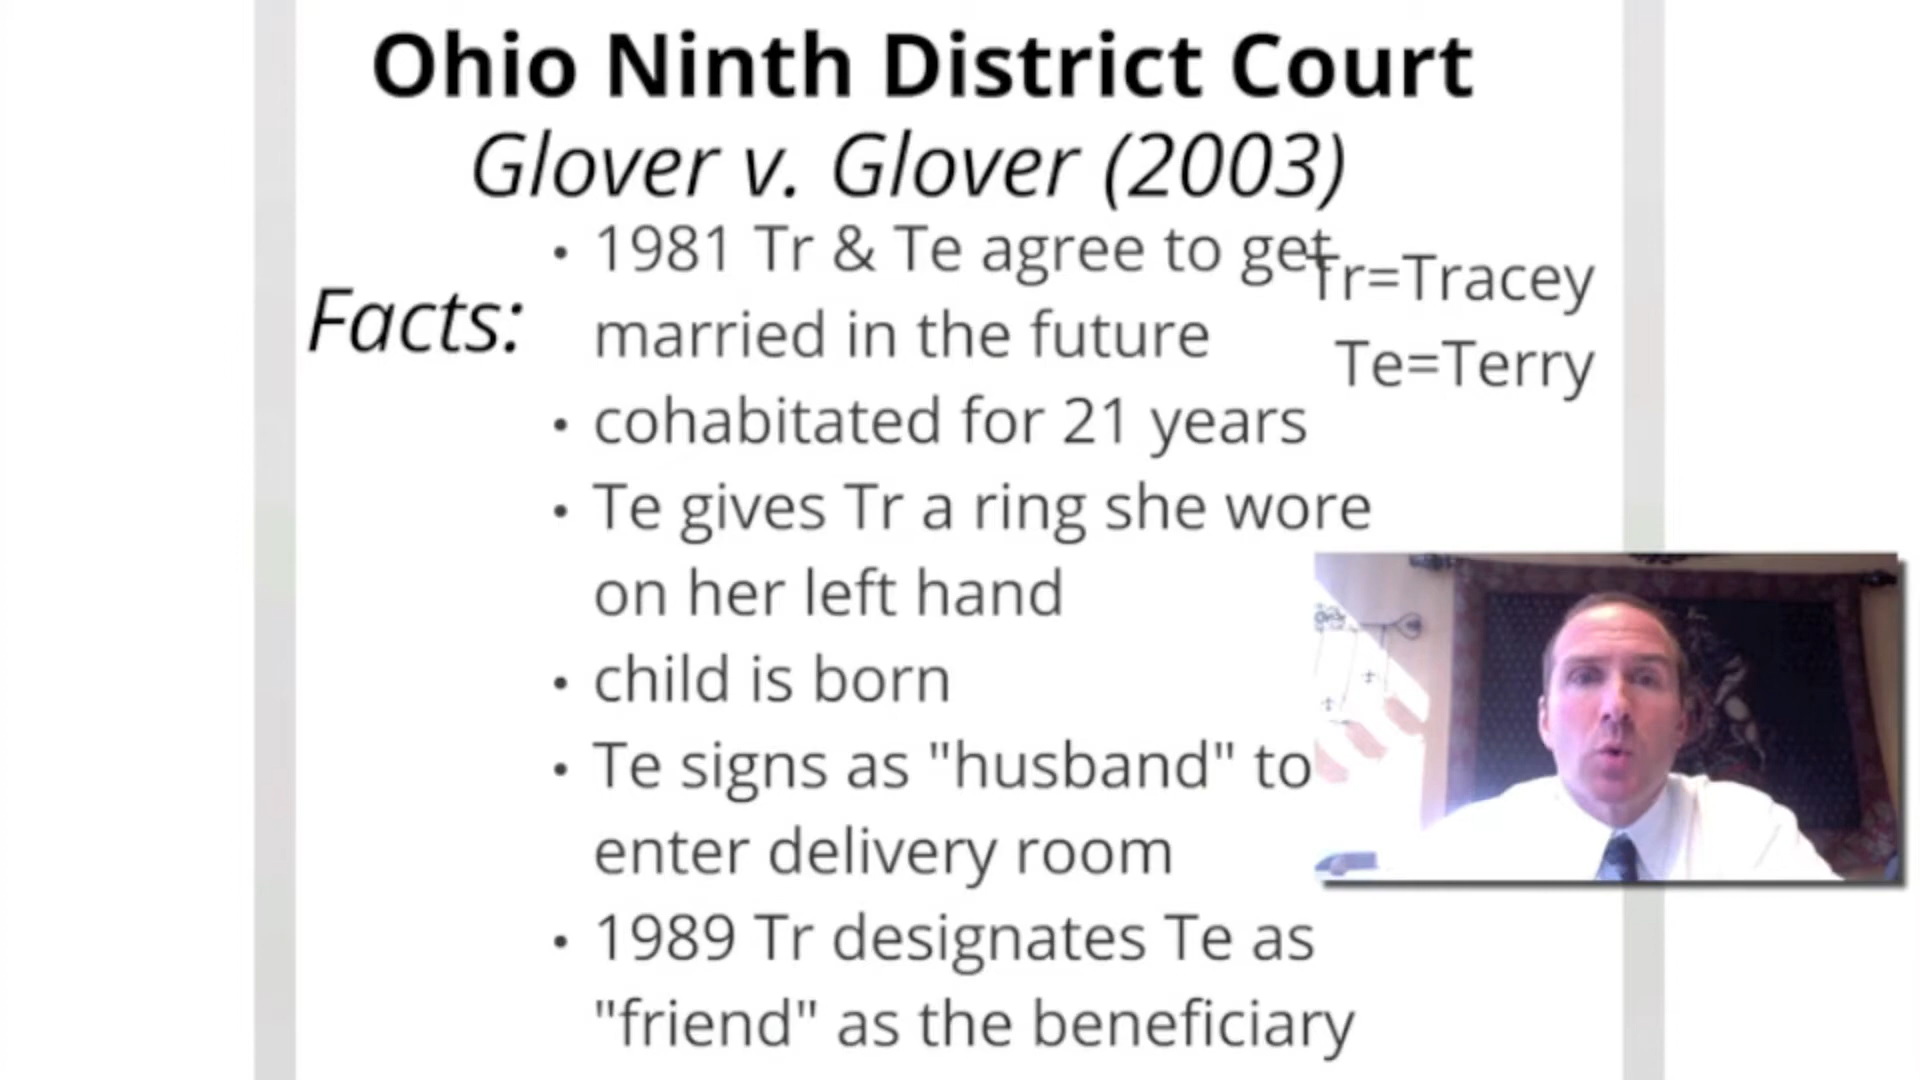 Ohio Ninth District Court
Glover v. Glover (2003)
Facts:
• 1981 Tr & Te agree to get
married in the future
• cohabitated for 21 years
• Te gives Tr a ring she wore
on her left hand
• child is born
• Te signs as "husband" to
enter delivery room
• 1989 Tr designates Te as
"friend" as the beneficiary
Tr=Tracey
Te=Terry